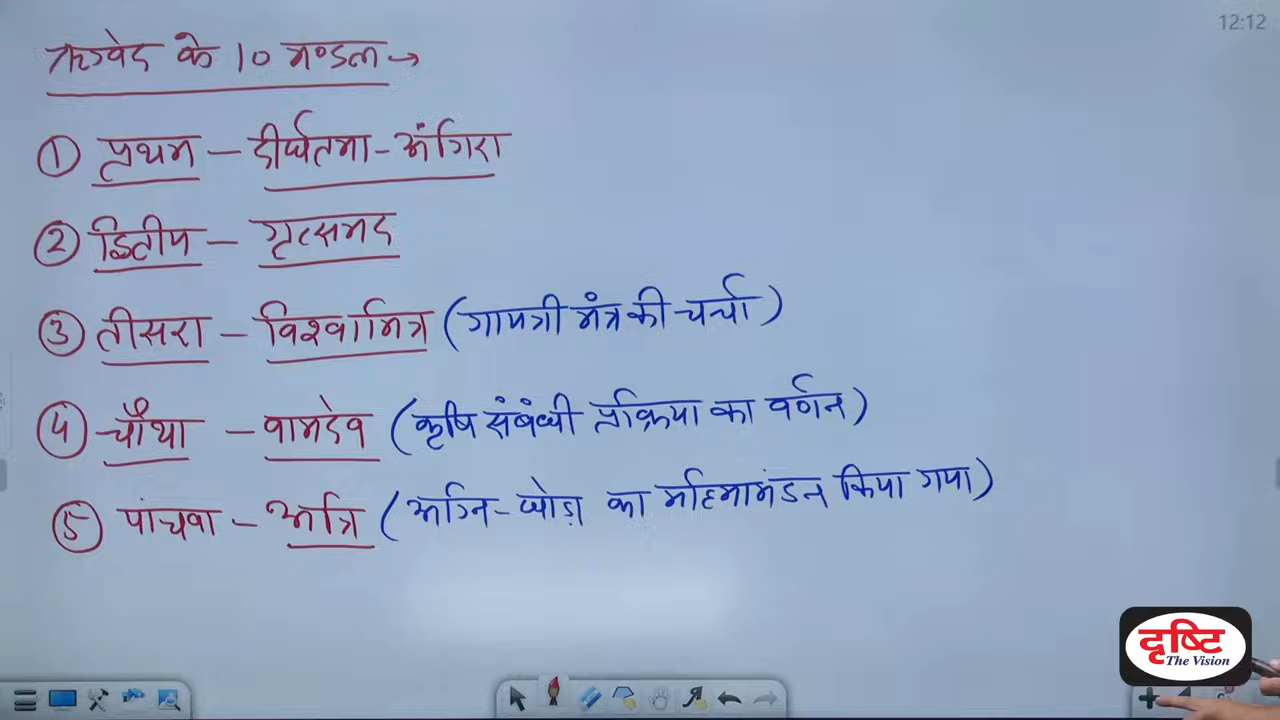 12:12
ऋग्वेद के 10 मण्डल →
① प्रथम – दीर्घतमा - अंगिरा
② द्वितीय – गृत्समद
③ तीसरा – विश्वामित्र (गायत्री मंत्र की चर्चा)
④ चौथा – वामदेव (कृषि संबंधी प्रक्रिया का वर्णन)
⑤ पांचवा – अत्रि (अग्नि - घोड़ा का महिमामंडन किया गया)
दृष्टि
The Vision